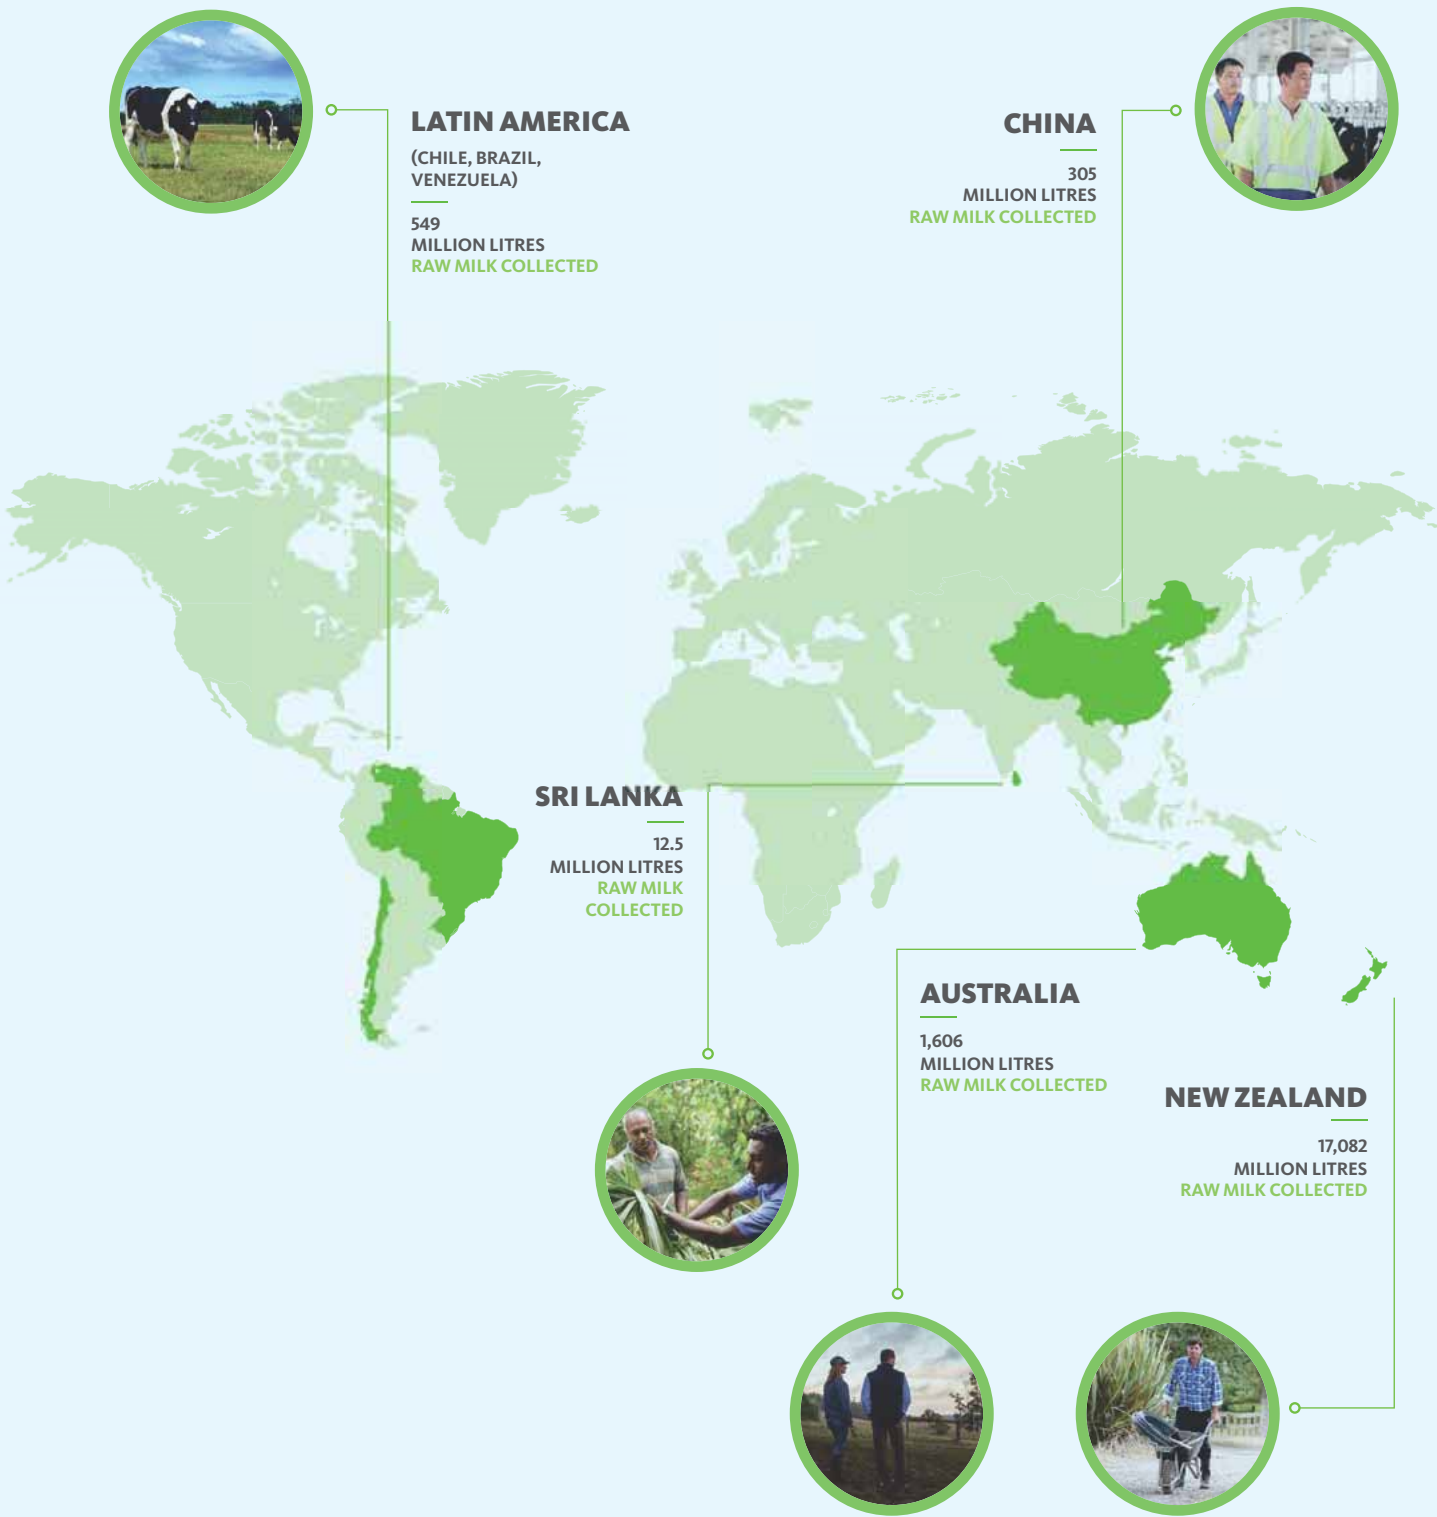 LATIN AMERICA
(CHILE, BRAZIL,
VENEZUELA)
549
MILLION LITRES
RAW MILK COLLECTED
CHINA
305
MILLION LITRES
RAW MILK COLLECTED
SRI LANKA
12.5
MILLION LITRES
RAW MILK
COLLECTED
AUSTRALIA
1,606
MILLION LITRES
RAW MILK COLLECTED
NEW ZEALAND
17,082
MILLION LITRES
RAW MILK COLLECTED